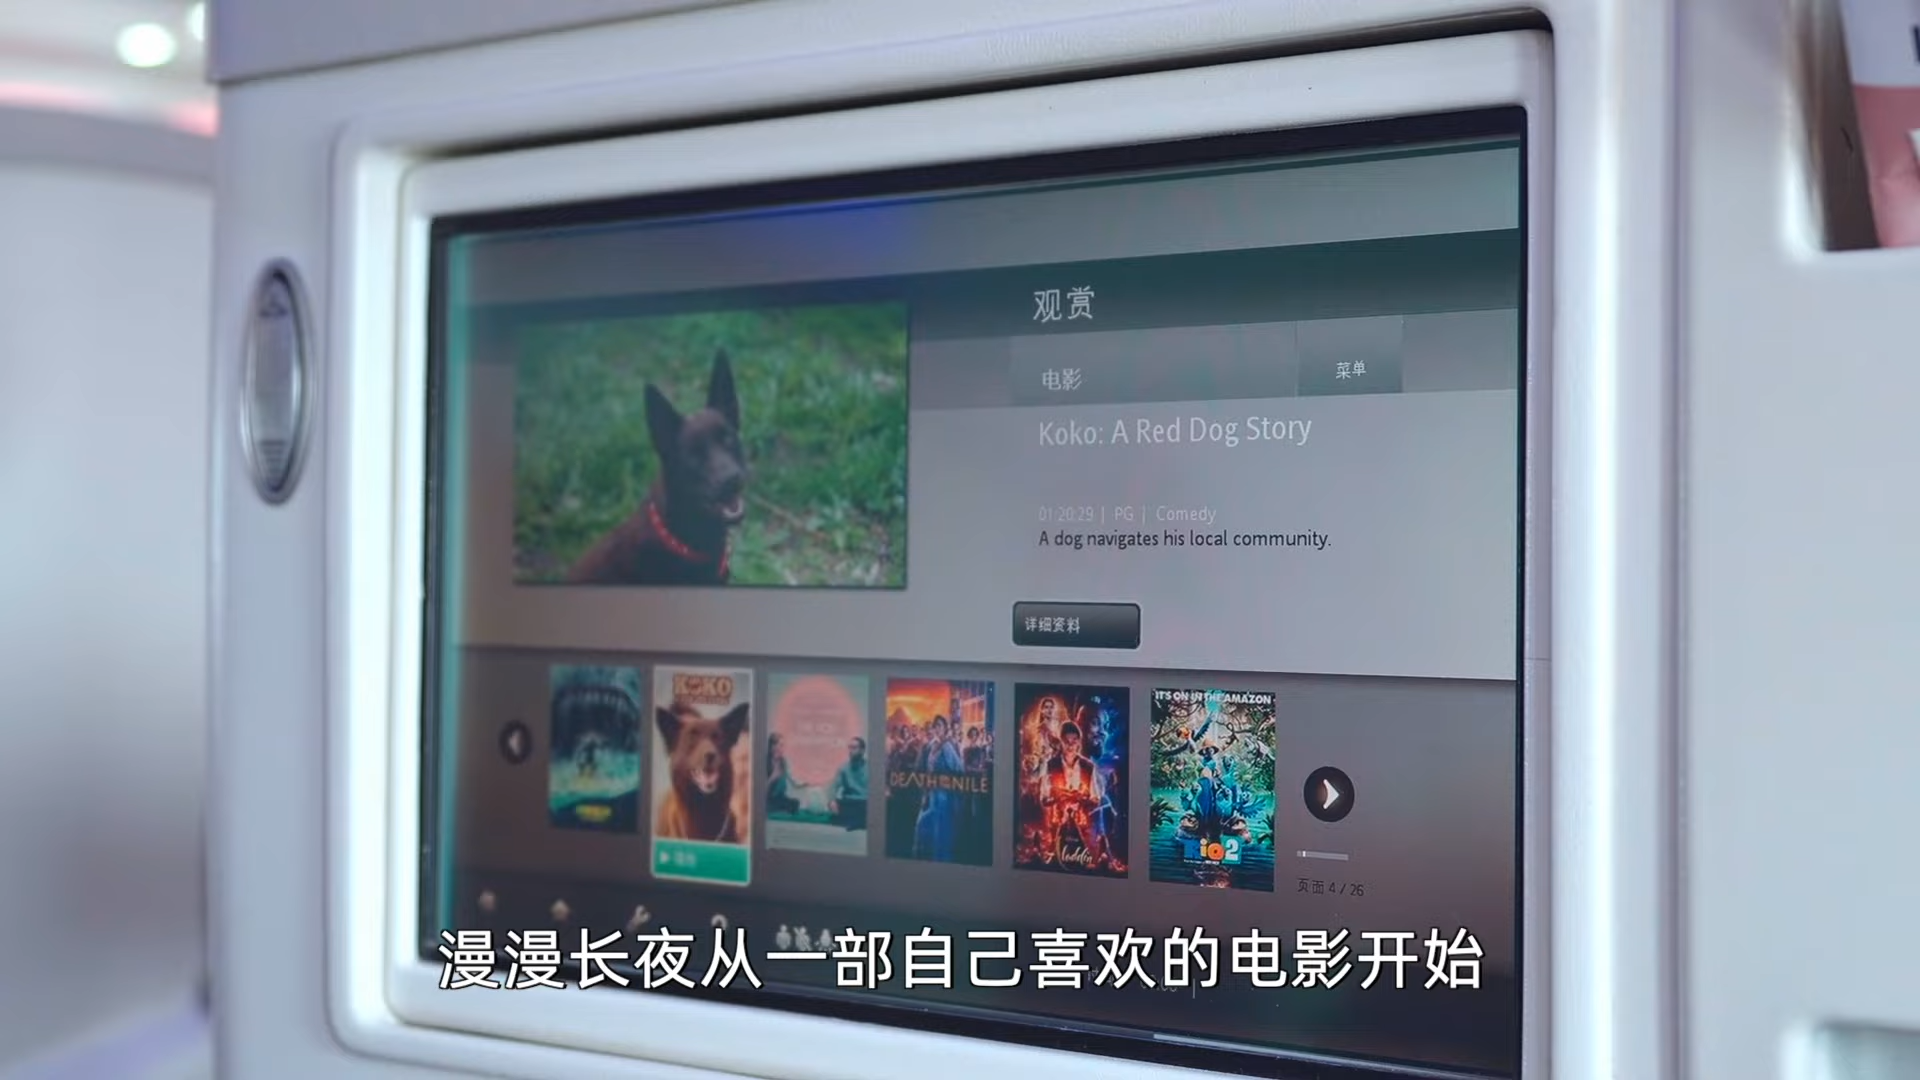 观赏
电影
菜单
Koko: A Red Dog Story
01:20:29 | PG | Comedy
A dog navigates his local community.
详细资料
KOKO
DEATH ON THE NILE
Aladdin
IT'S ON IN THE AMAZON
Rio2
页面 4 / 26
漫漫长夜从一部自己喜欢的电影开始